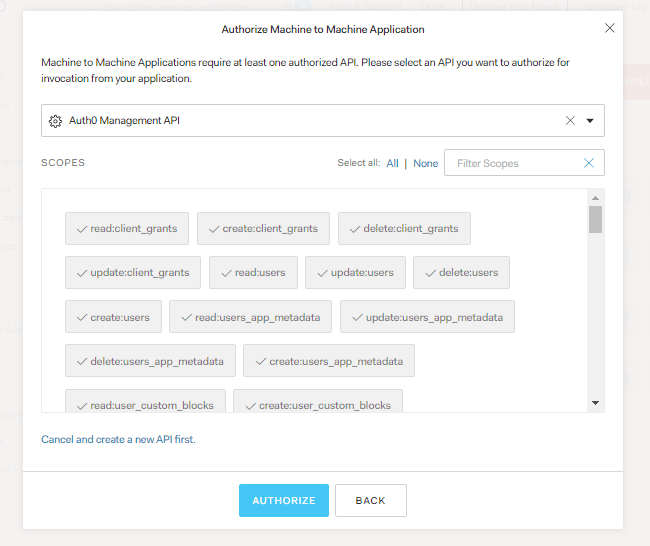 Authorize Machine to Machine Application
Machine to Machine Applications require at least one authorized API. Please select an API you want to authorize for
invocation from your application.
Auth0 Management API
SCOPES
Select all: All | None
Filter Scopes
read:client_grants create:client_grants delete:client_grants
update:client_grants read:users update:users delete:users
create:users read:users_app_metadata update:users_app_metadata
delete:users_app_metadata create:users_app_metadata
read:user_custom_blocks create:user_custom_blocks
Cancel and create a new API first.
AUTHORIZE BACK